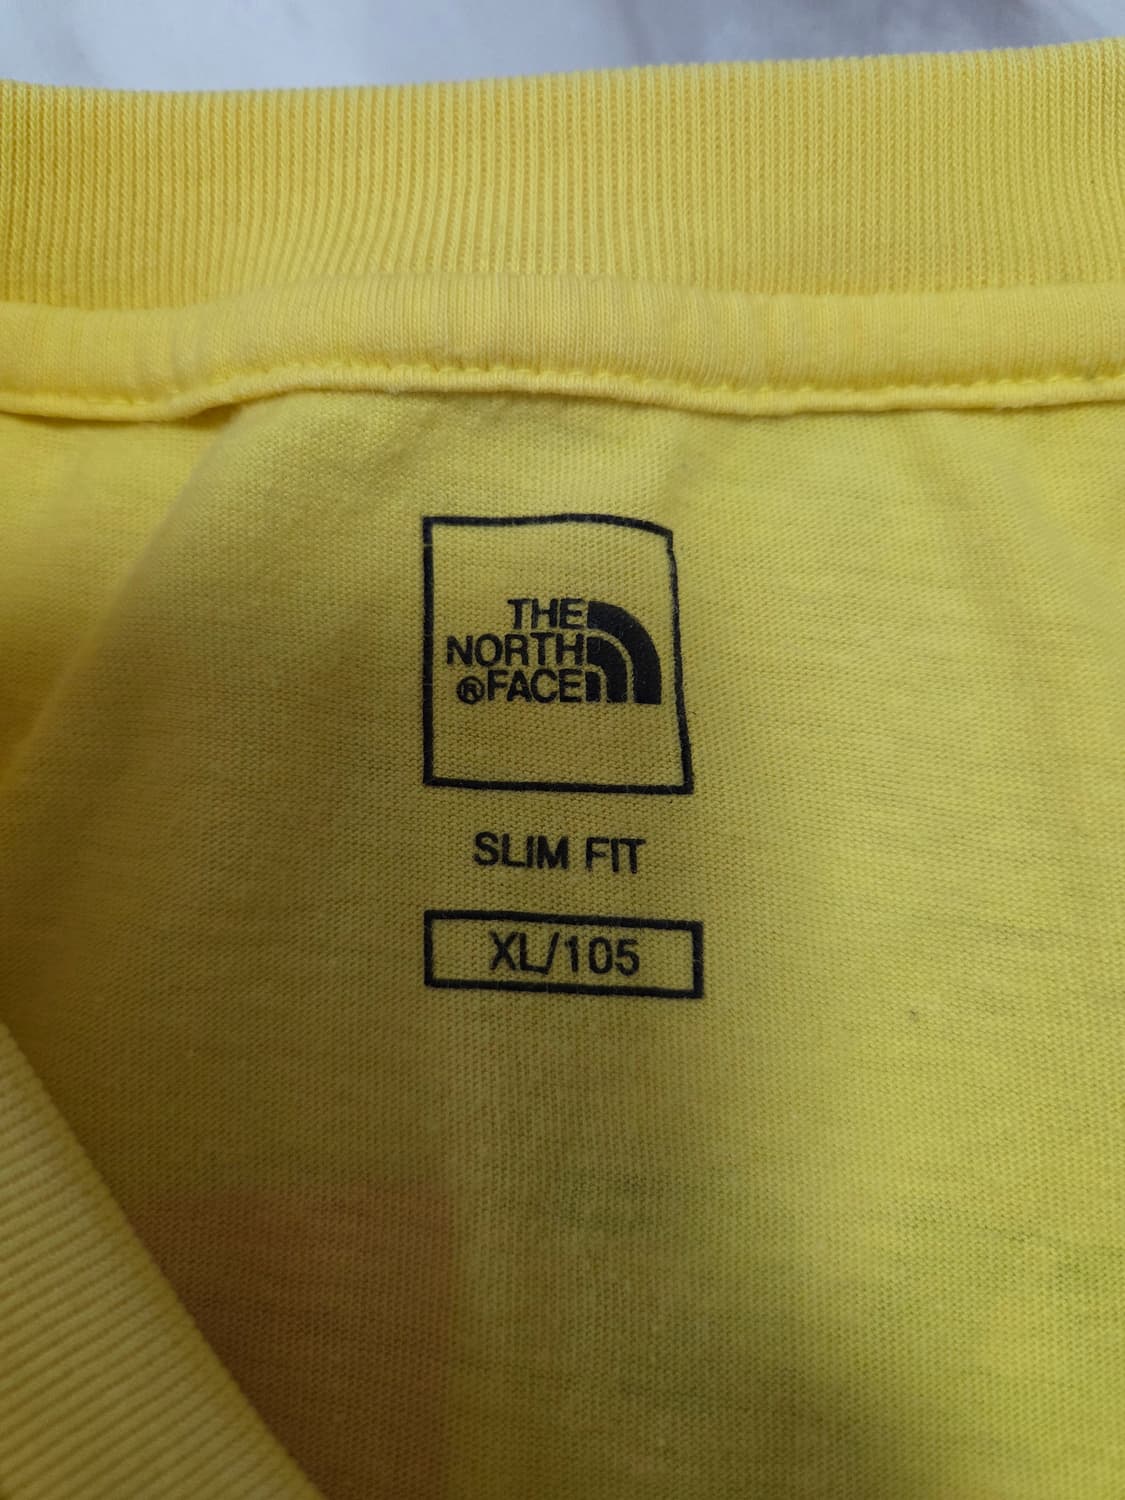 THE
NORTH
®FACE
SLIM FIT
XL/105